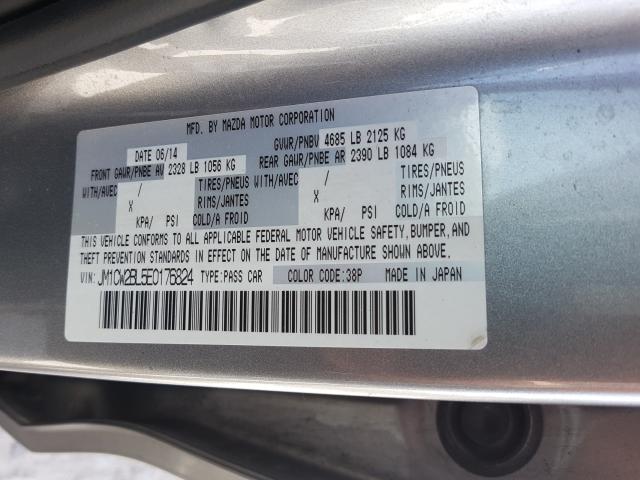 MFD. BY MAZDA MOTOR CORPORATION
DATE 06/14 GVWR/PNBV 4685 LB 2125 KG
FRONT GAWR/PNBE AV 2328 LB 1056 KG REAR GAWR/PNBE AR 2390 LB 1084 KG
WITH/AVEC / TIRES/PNEUS WITH/AVEC / TIRES/PNEUS
X RIMS/JANTES X RIMS/JANTES
KPA/ PSI COLD/A FROID KPA/ PSI COLD/A FROID
THIS VEHICLE CONFORMS TO ALL APPLICABLE FEDERAL MOTOR VEHICLE SAFETY, BUMPER, AND
THEFT PREVENTION STANDARDS IN EFFECT ON THE DATE OF MANUFACTURE SHOWN ABOVE.
VIN: JM1CW2BL5E0175824 TYPE:PASS CAR COLOR CODE:38P MADE IN JAPAN